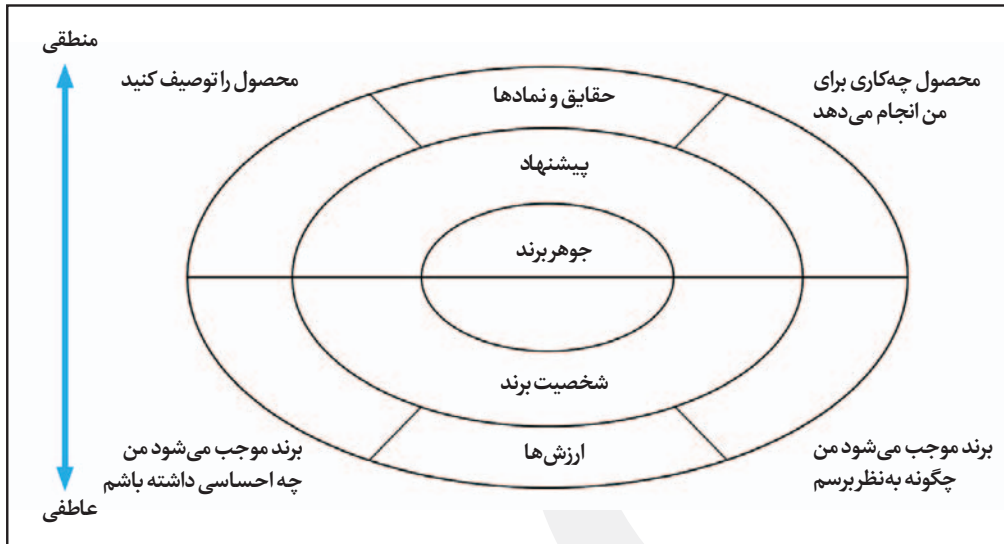 منطقی
محصول چه‌کاری برای
من انجام می‌دهد
محصول را توصیف کنید
حقایق و نمادها
پیشنهاد
جوهر برند
شخصیت برند
ارزش‌ها
برند موجب می‌شود من
چگونه به‌نظر برسم
برند موجب می‌شود من
چه احساسی داشته باشم
عاطفی